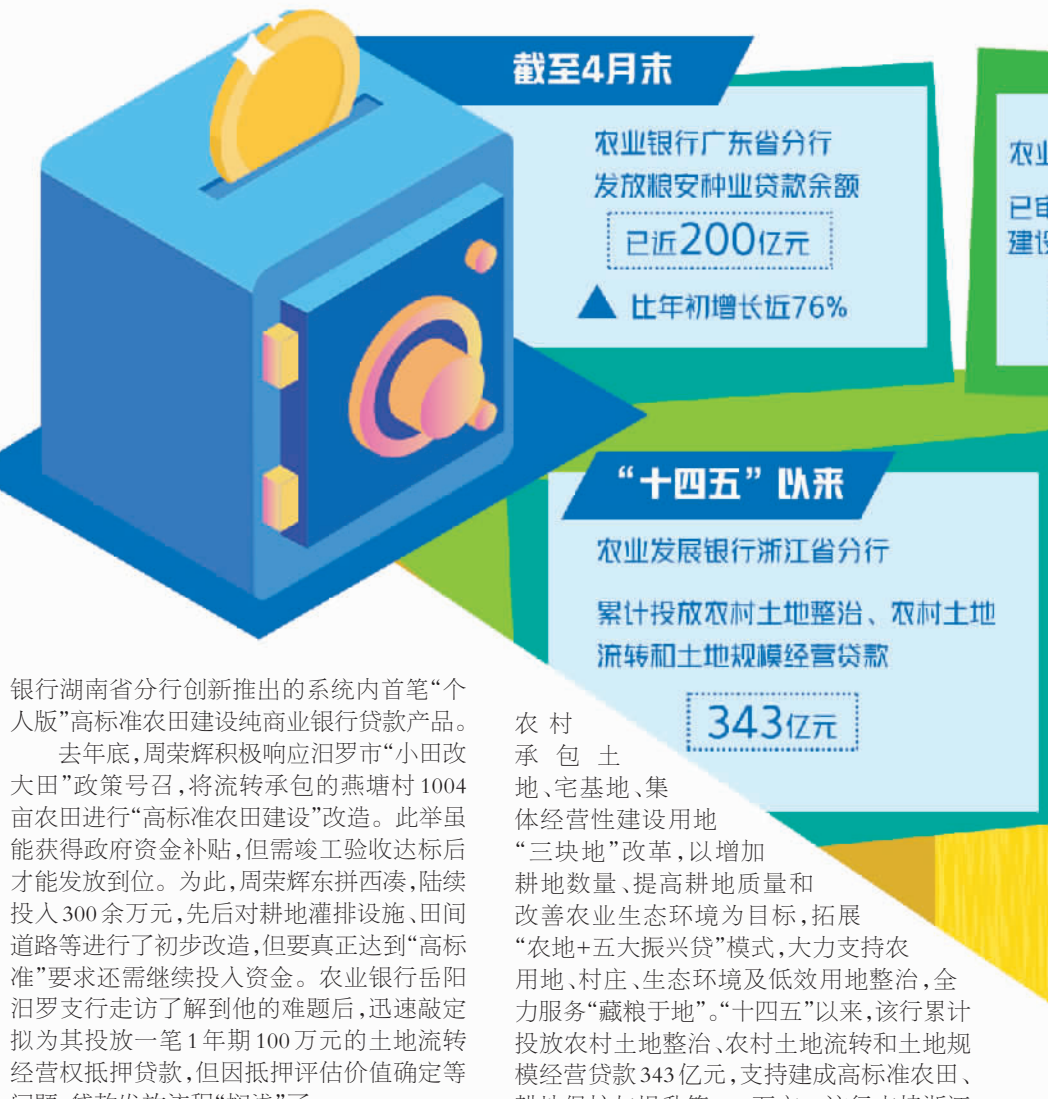 截至4月末
农业银行广东省分行
发放粮安种业贷款余额
已近200亿元
比年初增长近76%
农业
已审
建设
“十四五”以来
农业发展银行浙江省分行
累计投放农村土地整治、农村土地
流转和土地规模经营贷款
343亿元
银行湖南省分行创新推出的系统内首笔“个
人版”高标准农田建设纯商业银行贷款产品。
去年底,周荣辉积极响应汨罗市“小田改
大田”政策号召,将流转承包的燕塘村1004
亩农田进行“高标准农田建设”改造。此举虽
能获得政府资金补贴,但需竣工验收达标后
才能发放到位。为此,周荣辉东拼西凑,陆续
投入300余万元,先后对耕地灌排设施、田间
道路等进行了初步改造,但要真正达到“高标
准”要求还需继续投入资金。农业银行岳阳
汨罗支行走访了解到他的难题后,迅速敲定
拟为其投放一笔1年期100万元的土地流转
经营权抵押贷款,但因抵押评估价值确定等
农村
承包土
地、宅基地、集
体经营性建设用地
“三块地”改革,以增加
耕地数量、提高耕地质量和
改善农业生态环境为目标,拓展
“农地+五大振兴贷”模式,大力支持农
用地、村庄、生态环境及低效用地整治,全
力服务“藏粮于地”。“十四五”以来,该行累计
投放农村土地整治、农村土地流转和土地规
模经营贷款343亿元,支持建成高标准农田、